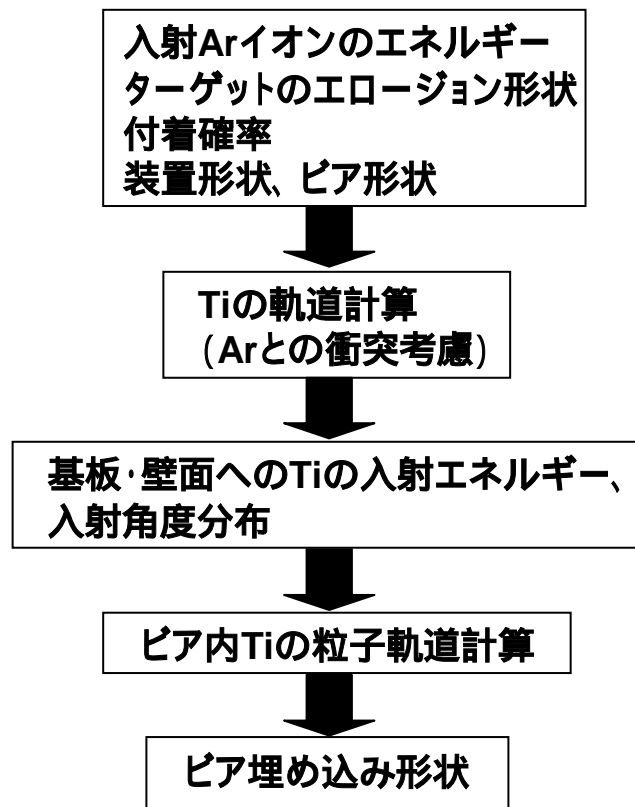 入射Arイオンのエネルギー
ターゲットのエロージョン形状
付着確率
装置形状、ビア形状
Tiの軌道計算
(Arとの衝突考慮)
基板・壁面へのTiの入射エネルギー、
入射角度分布
ビア内Tiの粒子軌道計算
ビア埋め込み形状